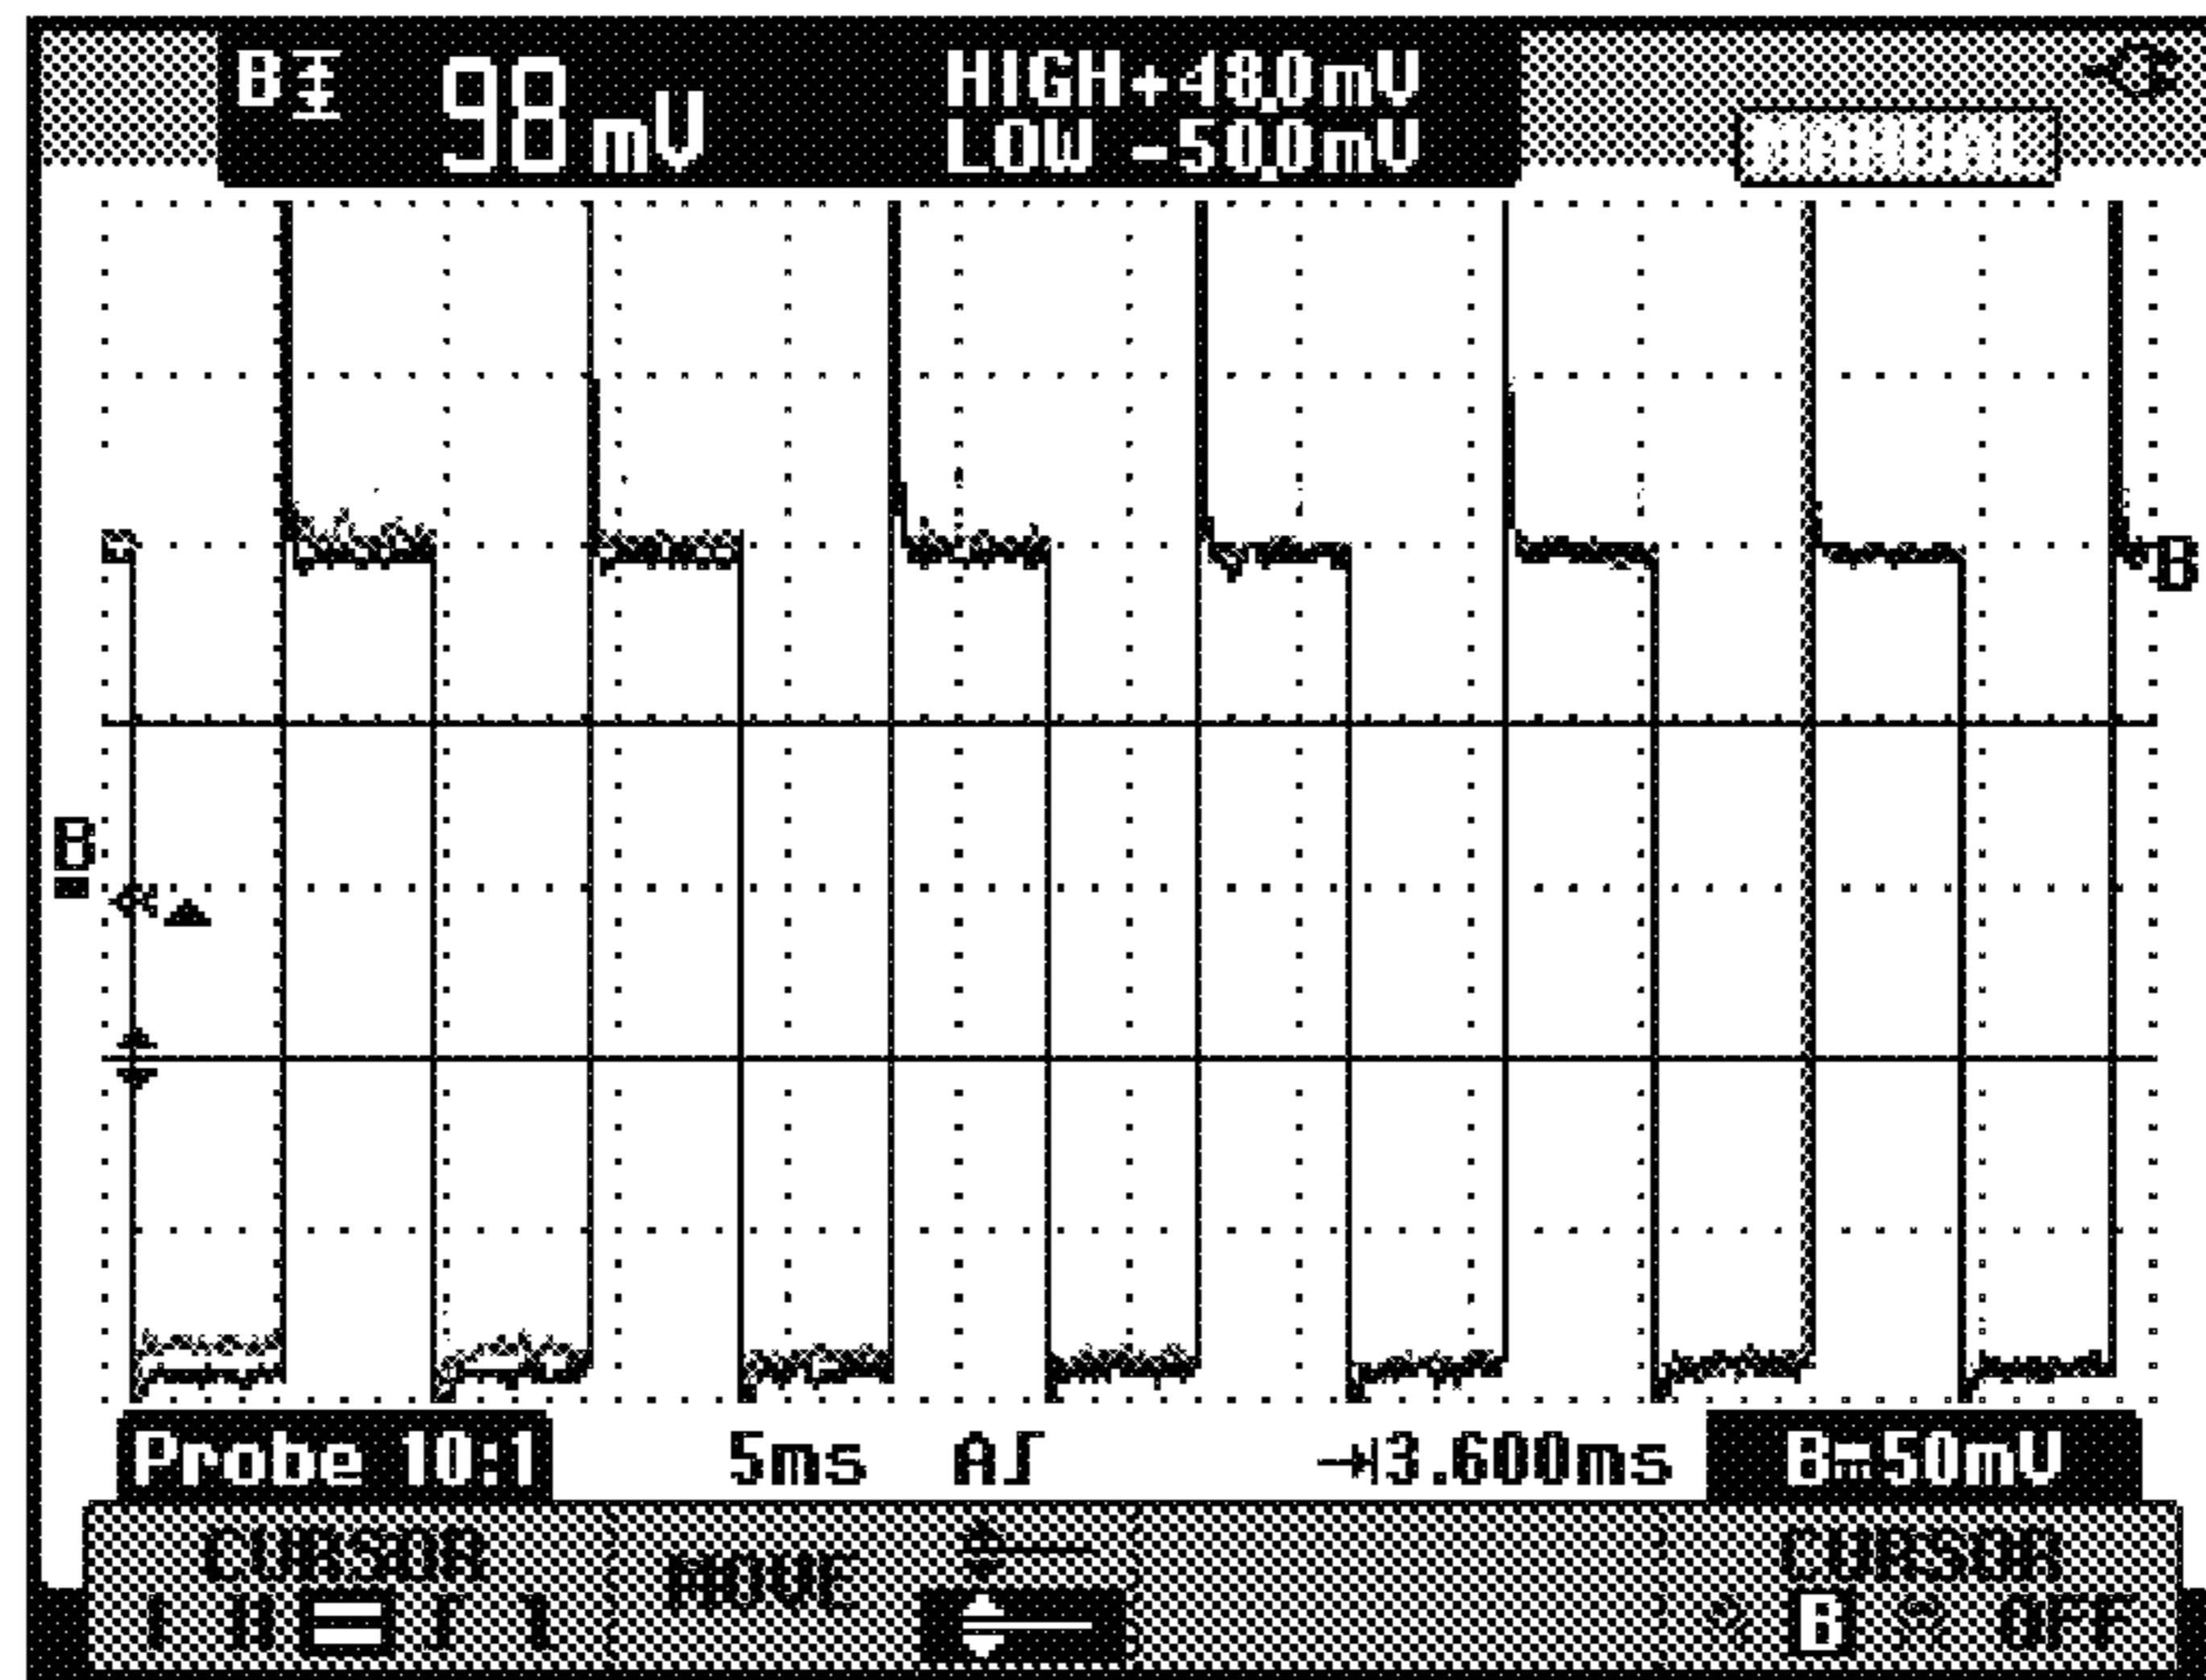 B 98 mV HIGH+48.0mV
LOW -50.0mV
MANUAL
B
B
Probe 10:1 5ms A 3.600ms B=50mV
CURSOR MOVE CURSOR
B OFF